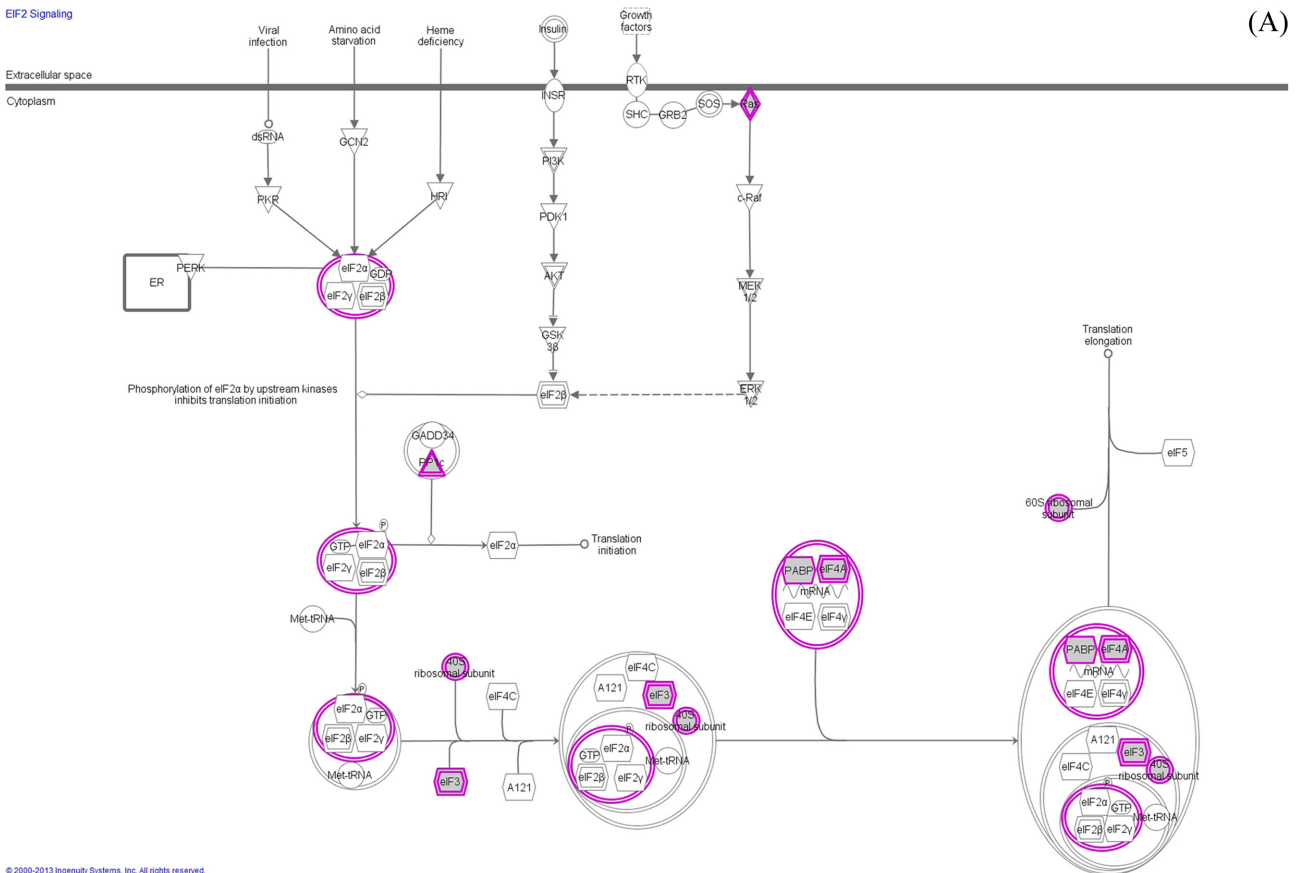 EIF2 Signaling
(A)
Viral
infection
Amino acid
starvation
Heme
deficiency
Insulin
Growth
factors
Extracellular space
Cytoplasm
RTK
INSR
SHC
GRB2
SOS
Ras
dsRNA
GCN2
PI3K
PKR
HRI
c-Raf
PDK1
PERK
ER
eIF2α
GDP
eIF2γ
eIF2β
AKT
MEK
1/2
GSK
3β
Translation
elongation
Phosphorylation of eIF2α by upstream kinases
inhibits translation initiation
eIF2β
ERK
1/2
GADD34
PP1c
eIF5
60S ribosomal
subunit
P
GTP
eIF2α
eIF2γ
eIF2β
eIF2α
Translation
initiation
PABP
eIF4A
mRNA
eIF4E
eIF4γ
Met-tRNA
40S
ribosomal subunit
eIF4C
eIF3
A121
P
eIF2α
GTP
eIF2β
eIF2γ
Met-tRNA
eIF4C
A121
eIF3
40S
ribosomal subunit
P
GTP
eIF2α
Met-tRNA
eIF2β
eIF2γ
PABP
eIF4A
mRNA
eIF4E
eIF4γ
A121
eIF3
eIF4C
40S
ribosomal subunit
P
eIF2α
GTP
Met-tRNA
eIF2β
eIF2γ
© 2000-2013 Ingenuity Systems, Inc. All rights reserved.